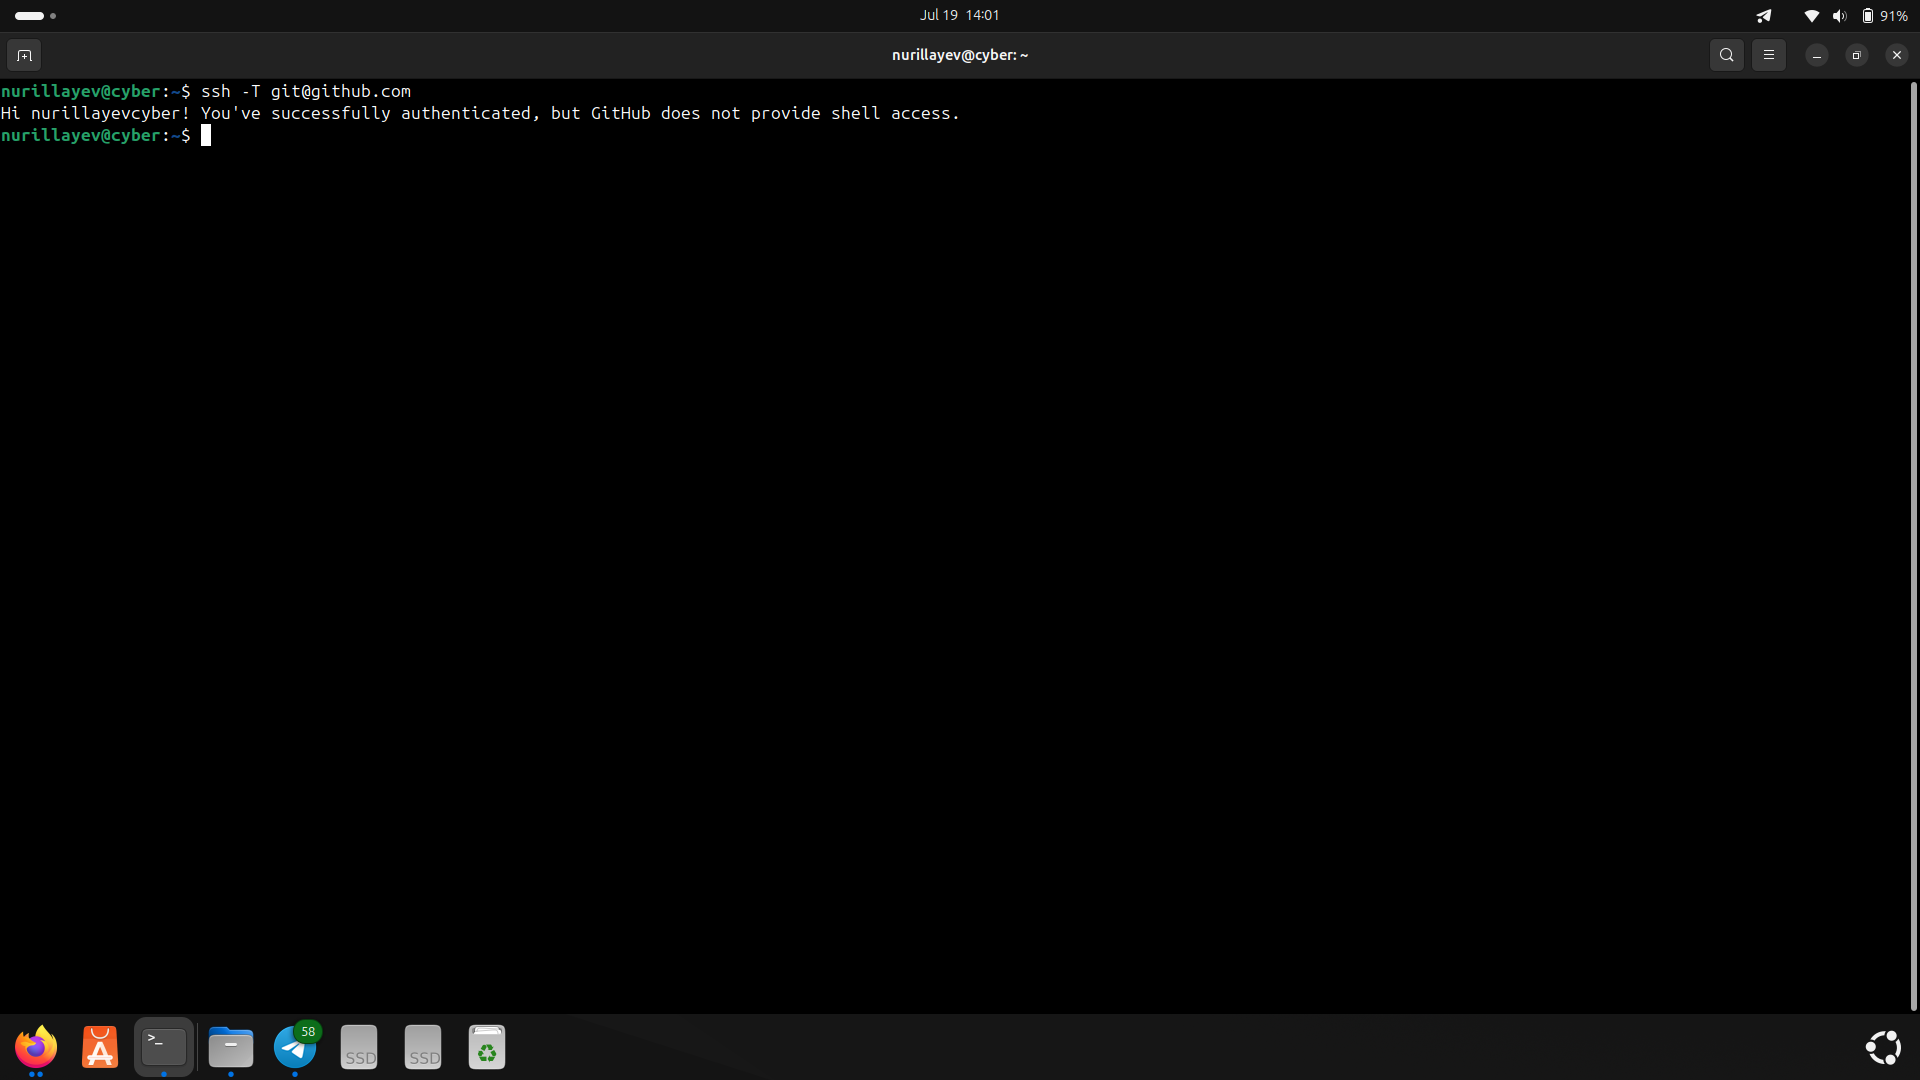 Jul 19 14:01
91%
nurillayev@cyber: ~
nurillayev@cyber:~$ ssh -T git@github.com
Hi nurillayevcyber! You've successfully authenticated, but GitHub does not provide shell access.
nurillayev@cyber:~$
>_
58
SSD
SSD